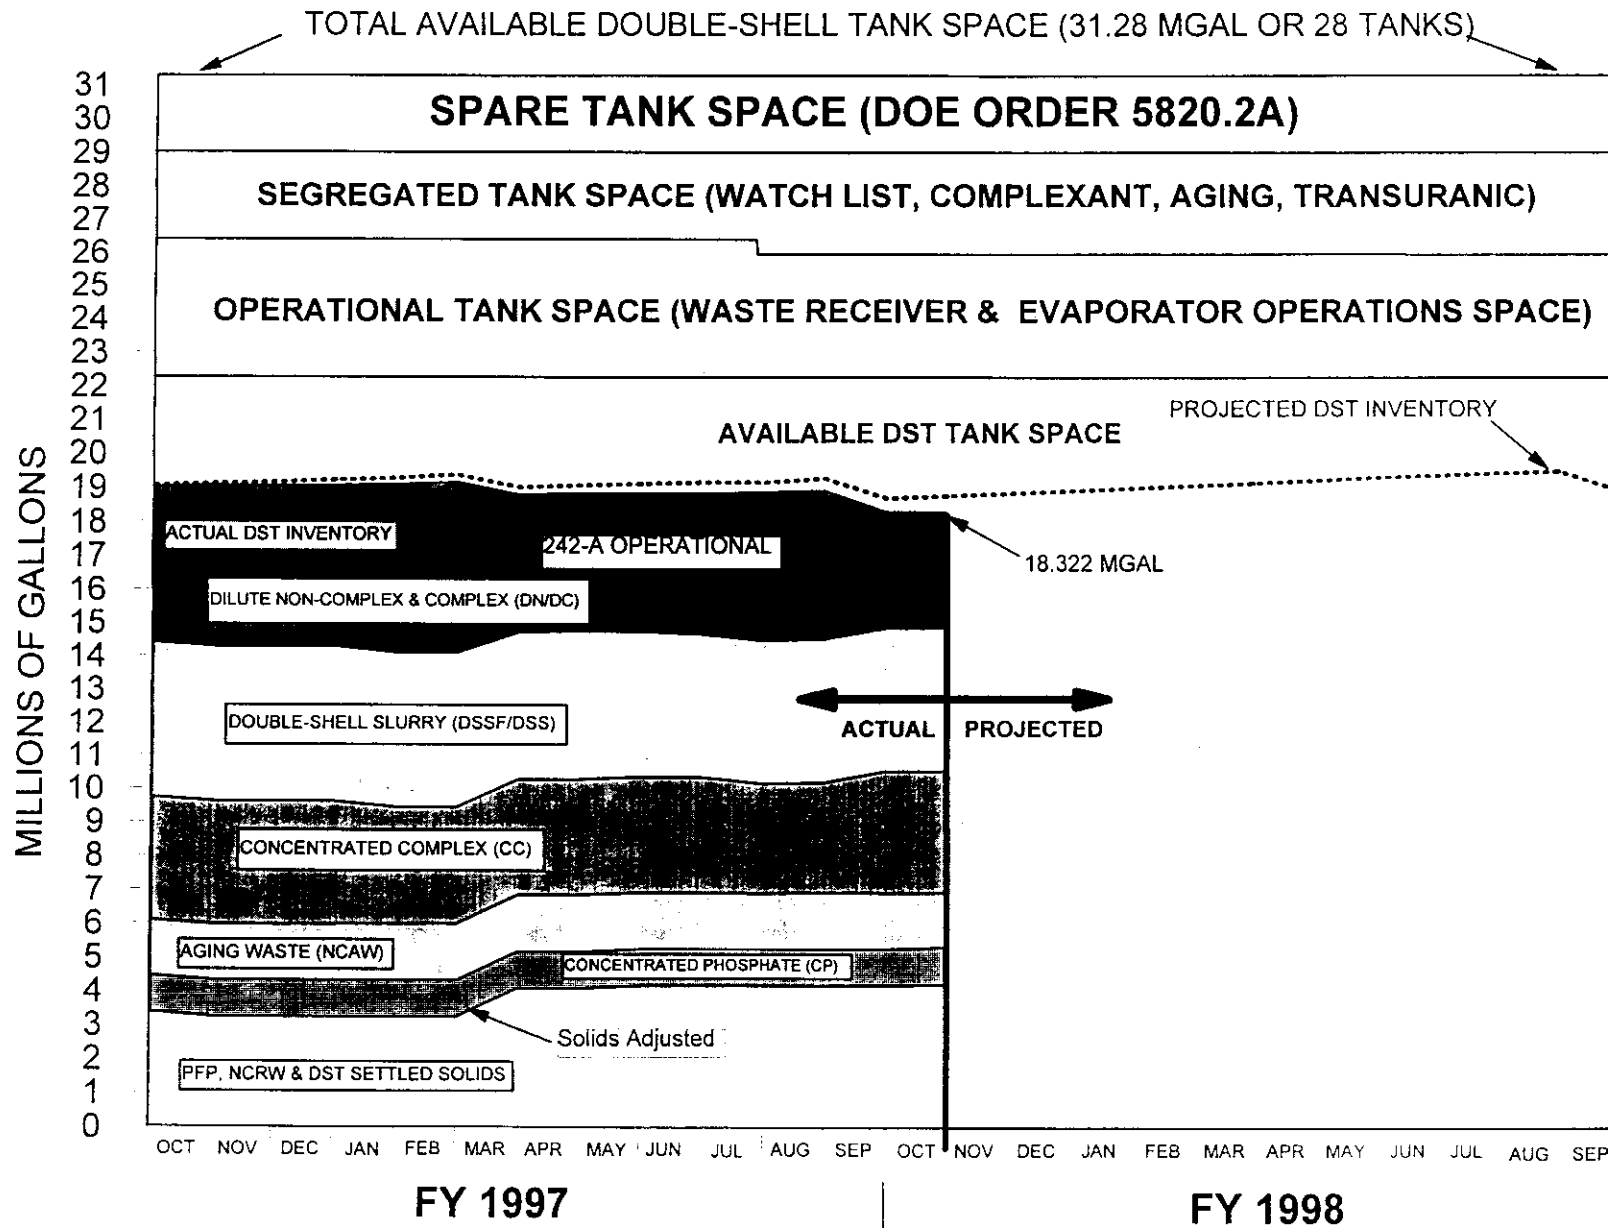 TOTAL AVAILABLE DOUBLE-SHELL TANK SPACE (31.28 MGAL OR 28 TANKS)
31
30
29
28
27
26
25
24
23
22
21
20
19
18
17
16
15
14
13
12
11
10
9
8
7
6
5
4
3
2
1
0
MILLIONS OF GALLONS
SPARE TANK SPACE (DOE ORDER 5820.2A)
SEGREGATED TANK SPACE (WATCH LIST, COMPLEXANT, AGING, TRANSURANIC)
OPERATIONAL TANK SPACE (WASTE RECEIVER & EVAPORATOR OPERATIONS SPACE)
PROJECTED DST INVENTORY
AVAILABLE DST TANK SPACE
ACTUAL DST INVENTORY
242-A OPERATIONAL
18.322 MGAL
DILUTE NON-COMPLEX & COMPLEX (DN/DC)
DOUBLE-SHELL SLURRY (DSSF/DSS)
ACTUAL PROJECTED
CONCENTRATED COMPLEX (CC)
AGING WASTE (NCAW)
CONCENTRATED PHOSPHATE (CP)
Solids Adjusted
PFP, NCRW & DST SETTLED SOLIDS
OCT NOV DEC JAN FEB MAR APR MAY JUN JUL AUG SEP OCT NOV DEC JAN FEB MAR APR MAY JUN JUL AUG SEP
FY 1997 FY 1998